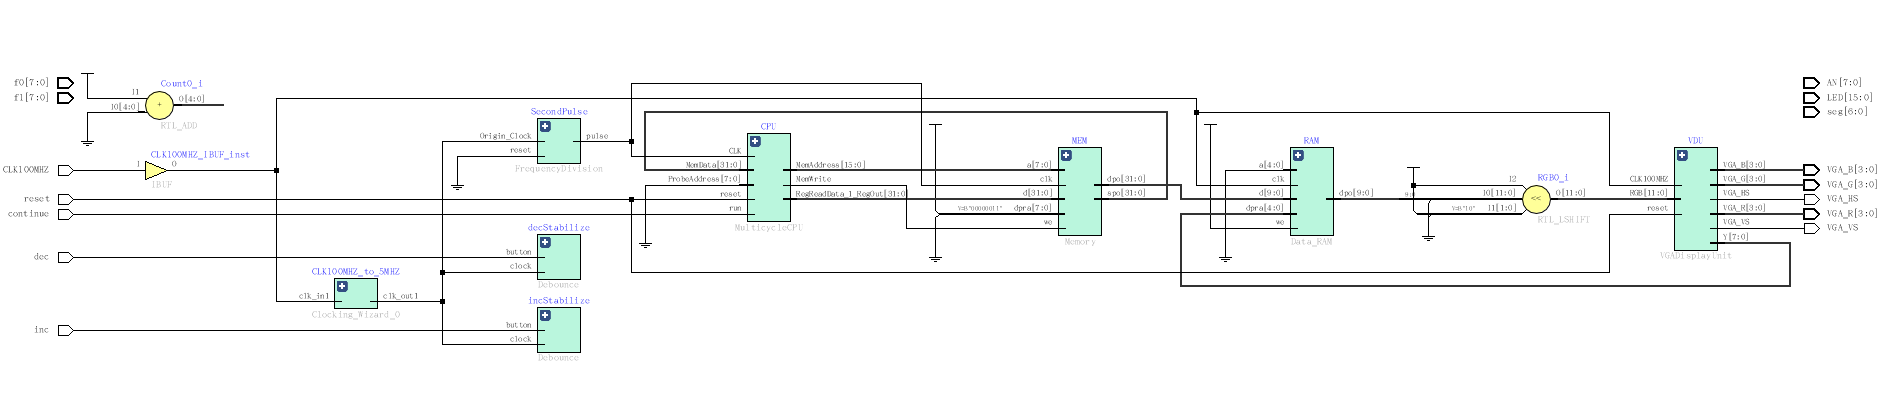 f0[7:0]
f1[7:0]
Count0_i
I1
I0[4:0]
+
O[4:0]
RTL_ADD
CLK100MHZ
CLK100MHZ_IBUF_inst
I
O
IBUF
reset
continue
dec
inc
CLK100MHZ_to_5MHZ
clk_in1
clk_out1
Clocking_Wizard_0
SecondPulse
Origin_Clock
reset
pulse
FrequencyDivision
decStabilize
button
clock
Debounce
incStabilize
button
clock
Debounce
CPU
CLK
MemData[31:0]
ProbeAddress[7:0]
reset
run
MemAddress[15:0]
MemWrite
RegReadData_1_RegOut[31:0]
MulticycleCPU
MEM
a[7:0]
clk
d[31:0]
V=B"00000011"
dpra[7:0]
we
dpo[31:0]
spo[31:0]
Memory
RAM
a[4:0]
clk
d[9:0]
dpra[4:0]
we
dpo[9:0]
Data_RAM
RGB0_i
I2
9:0
I0[11:0]
V=B"10"
I1[1:0]
<<
O[11:0]
RTL_LSHIFT
VDU
CLK100MHZ
RGB[11:0]
reset
VGA_B[3:0]
VGA_G[3:0]
VGA_HS
VGA_R[3:0]
VGA_VS
Y[7:0]
VGADisplayInit
AN[7:0]
LED[15:0]
seg[6:0]
VGA_B[3:0]
VGA_G[3:0]
VGA_HS
VGA_R[3:0]
VGA_VS